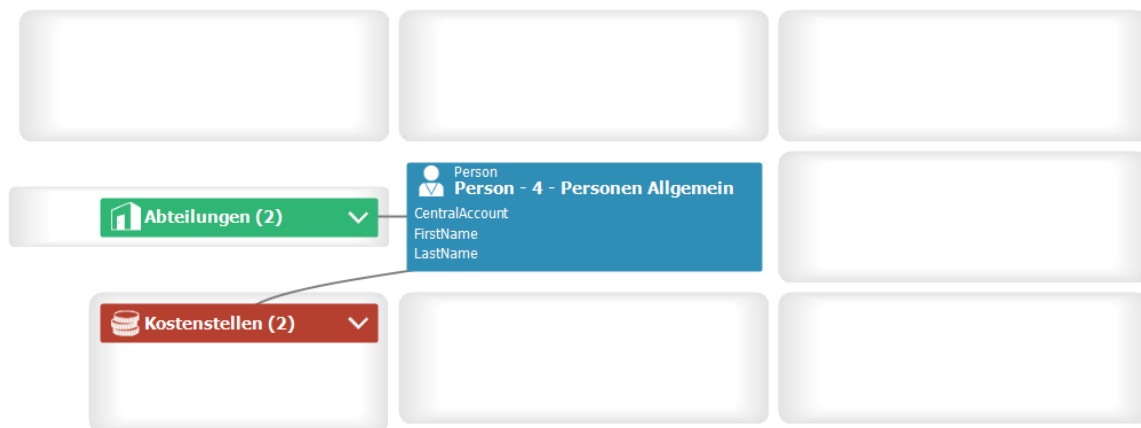 Person
Person - 4 - Personen Allgemein
Abteilungen (2)
CentralAccount
FirstName
LastName
Kostenstellen (2)